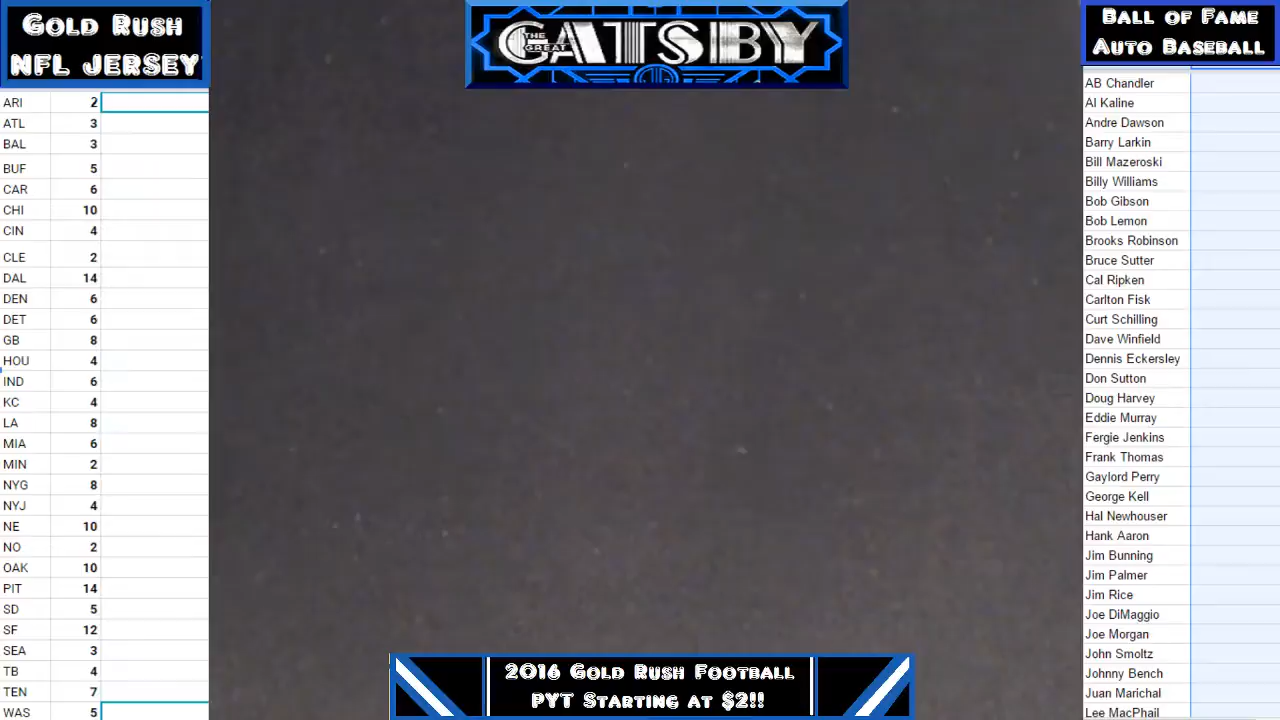 Gold Rush
NFL Jersey
ARI 2
ATL 3
BAL 3
BUF 5
CAR 6
CHI 10
CIN 4
CLE 2
DAL 14
DEN 6
DET 6
GB 8
HOU 4
IND 6
KC 4
LA 8
MIA 6
MIN 2
NYG 8
NYJ 4
NE 10
NO 2
OAK 10
PIT 14
SD 5
SF 12
SEA 3
TB 4
TEN 7
WAS 5
THE
GREAT
GATSBY
2016 Gold Rush Football
PYT Starting at $2!!
Ball of Fame
Auto Baseball
AB Chandler
Al Kaline
Andre Dawson
Barry Larkin
Bill Mazeroski
Billy Williams
Bob Gibson
Bob Lemon
Brooks Robinson
Bruce Sutter
Cal Ripken
Carlton Fisk
Curt Schilling
Dave Winfield
Dennis Eckersley
Don Sutton
Doug Harvey
Eddie Murray
Fergie Jenkins
Frank Thomas
Gaylord Perry
George Kell
Hal Newhouser
Hank Aaron
Jim Bunning
Jim Palmer
Jim Rice
Joe DiMaggio
Joe Morgan
John Smoltz
Johnny Bench
Juan Marichal
Lee MacPhail